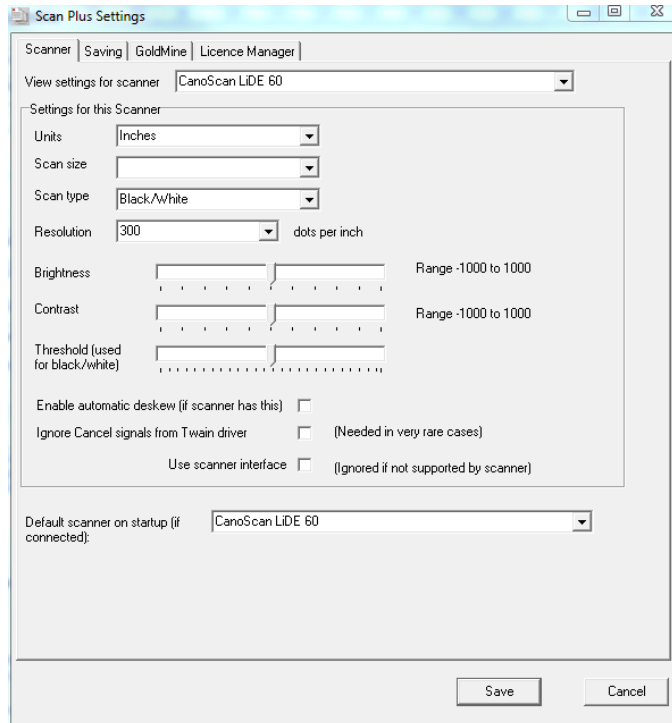 Scan Plus Settings
Scanner Saving GoldMine Licence Manager
View settings for scanner CanoScan LiDE 60
Settings for this Scanner
Units Inches
Scan size
Scan type Black/White
Resolution 300 dots per inch
Brightness Range -1000 to 1000
Contrast Range -1000 to 1000
Threshold (used
for black/white)
Enable automatic deskew (if scanner has this)
Ignore Cancel signals from Twain driver (Needed in very rare cases)
Use scanner interface (Ignored if not supported by scanner)
Default scanner on startup (if CanoScan LiDE 60
connected):
Save Cancel